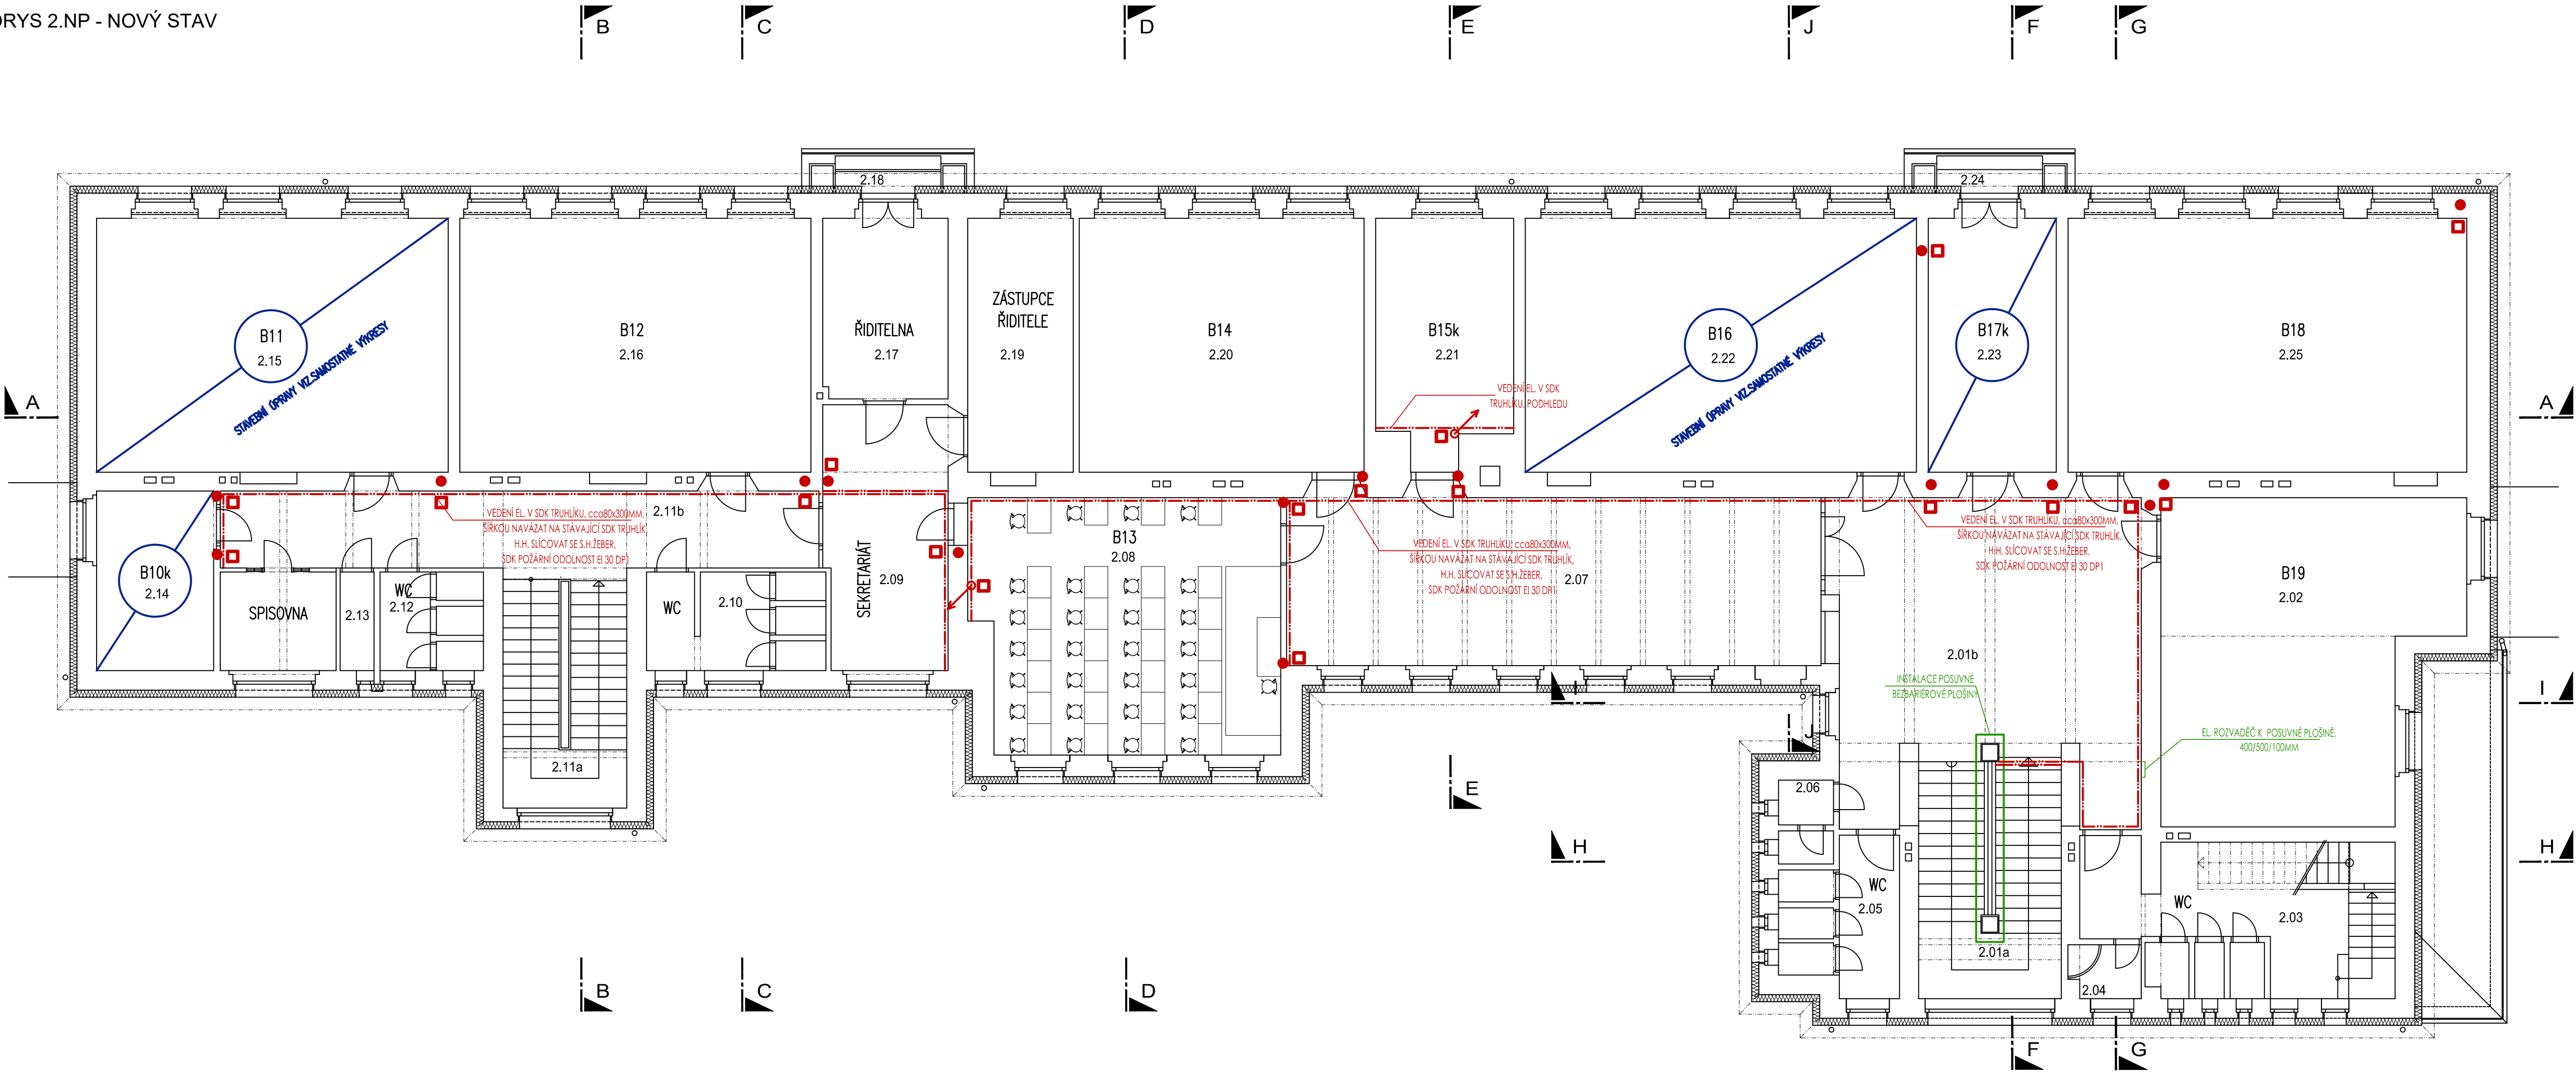 ORYS 2.NP - NOVÝ STAV
B
C
D
E
J
F
G
2.18
2.24
B11
2.15
STAVEBNÍ ÚPRAVY VIZ.SAMOSTATNÉ VÝKRESY
B12
2.16
ŘIDITELNA
2.17
ZÁSTUPCE
ŘIDITELE
2.19
B14
2.20
B15k
2.21
VEDENÍ EL. V SDK
TRUHLÍKU, PODHLEDU
B16
2.22
STAVEBNÍ ÚPRAVY VIZ.SAMOSTATNÉ VÝKRESY
B17k
2.23
B18
2.25
A
A
B10k
2.14
VEDENÍ EL. V SDK TRUHLÍKU, cca80x300MM,
ŠÍŘKOU NAVÁZAT NA STÁVAJÍCÍ SDK TRUHLÍK,
H.H. SLÍCOVAT SE S.H.ŽEBER,
SDK POŽÁRNÍ ODOLNOST EI 30 DP1
2.11b
SPISOVNA
2.13
WC
2.12
WC
2.10
SEKRETARIÁT
2.09
B13
2.08
VEDENÍ EL. V SDK TRUHLÍKU, cca80x300MM,
ŠÍŘKOU NAVÁZAT NA STÁVAJÍCÍ SDK TRUHLÍK,
H.H. SLÍCOVAT SE S.H.ŽEBER,
SDK POŽÁRNÍ ODOLNOST EI 30 DP1
2.07
VEDENÍ EL. V SDK TRUHLÍKU, cca80x300MM,
ŠÍŘKOU NAVÁZAT NA STÁVAJÍCÍ SDK TRUHLÍK,
H.H. SLÍCOVAT SE S.H.ŽEBER,
SDK POŽÁRNÍ ODOLNOST EI 30 DP1
B19
2.02
2.01b
INSTALACE POSUVNÉ
BEZBARIÉROVÉ PLOŠINY
I
I
EL. ROZVADĚČ K POSUVNÉ PLOŠINĚ,
400/500/100MM
J
2.11a
E
2.06
H
H
WC
2.05
2.01a
WC
2.03
2.04
B
C
D
F
G